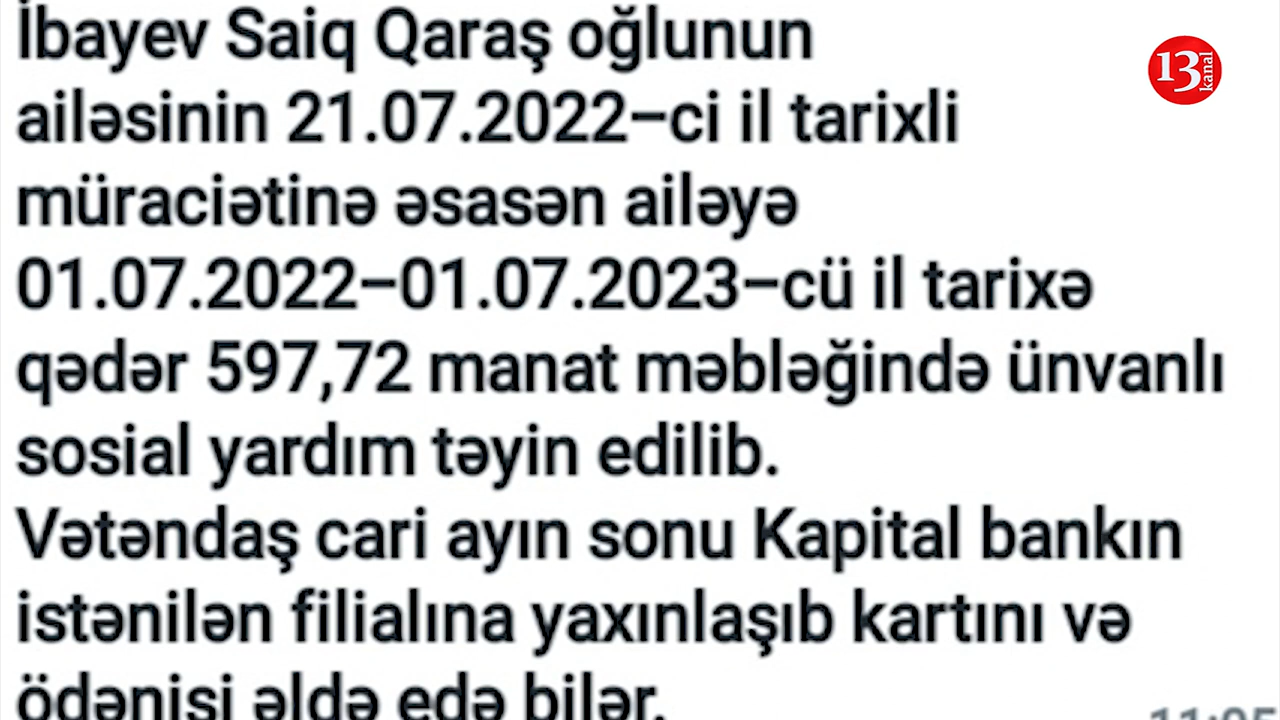 İbayev Saiq Qaraş oğlunun
ailəsinin 21.07.2022–ci il tarixli
müraciətinə əsasən ailəyə
01.07.2022–01.07.2023–cü il tarixə
qədər 597,72 manat məbləğində ünvanlı
sosial yardım təyin edilib.
Vətəndaş cari ayın sonu Kapital bankın
istənilən filialına yaxınlaşıb kartını və
ödənişi əldə edə bilər.
13 kanal